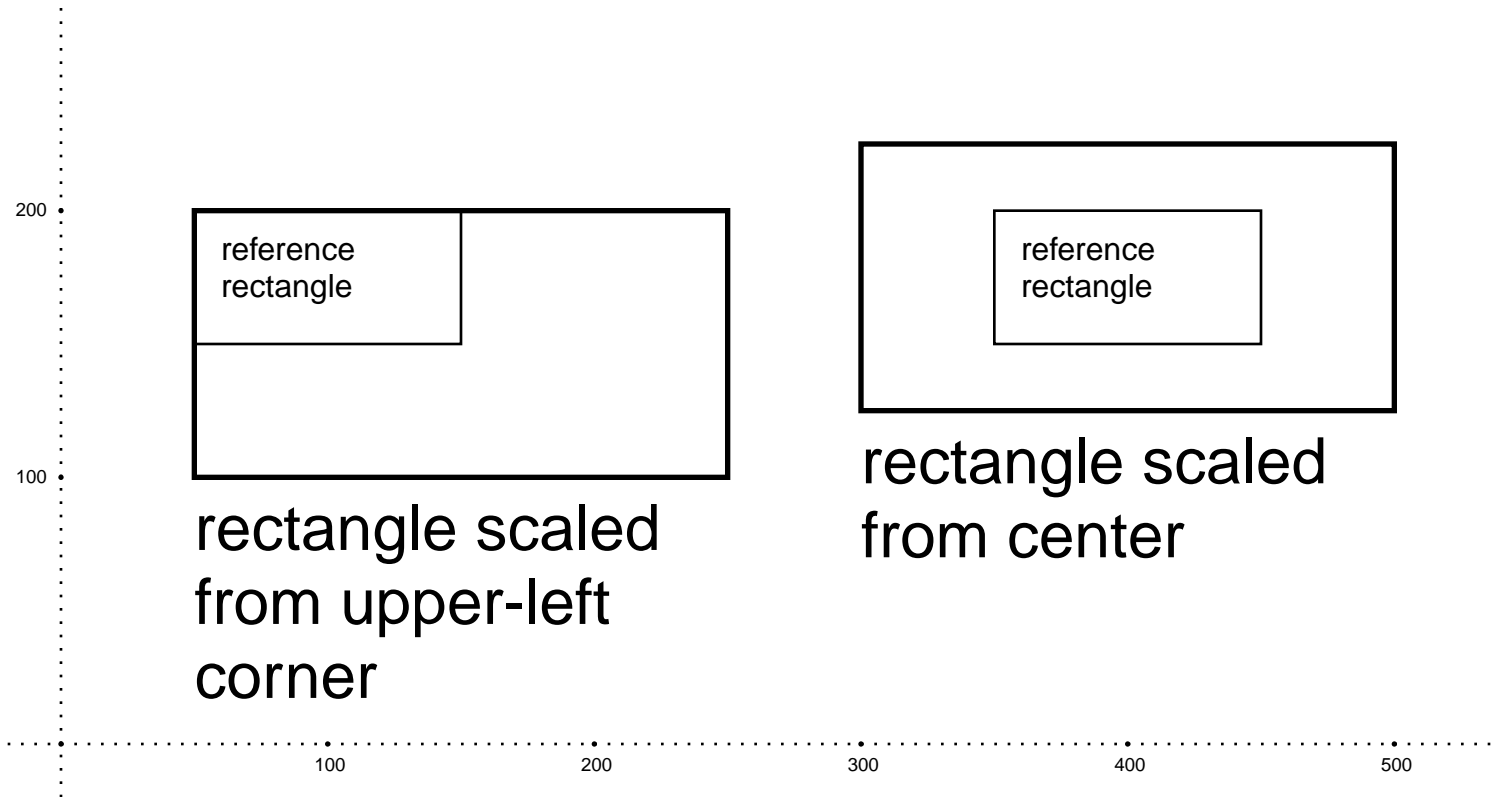 200
reference
rectangle
rectangle scaled
from upper-left
corner
reference
rectangle
rectangle scaled
from center
100
100
200
300
400
500